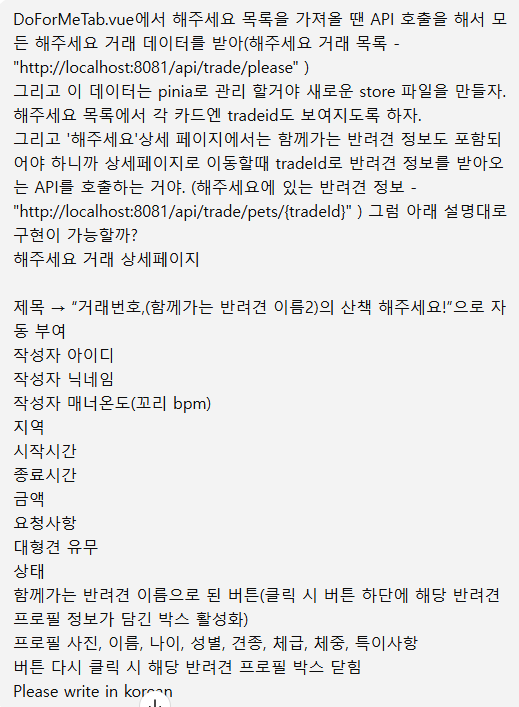 DoForMeTab.vue에서 해주세요 목록을 가져올 땐 API 호출을 해서 모
든 해주세요 거래 데이터를 받아(해주세요 거래 목록 -
"http://localhost:8081/api/trade/please" )
그리고 이 데이터는 pinia로 관리 할거야 새로운 store 파일을 만들자.
해주세요 목록에서 각 카드엔 tradeid도 보여지도록 하자.
그리고 '해주세요'상세 페이지에서는 함께가는 반려견 정보도 포함되
어야 하니까 상세페이지로 이동할때 tradeId로 반려견 정보를 받아오
는 API를 호출하는 거야. (해주세요에 있는 반려견 정보 -
"http://localhost:8081/api/trade/pets/{tradeId}" ) 그럼 아래 설명대로
구현이 가능할까?
해주세요 거래 상세페이지
제목 → “거래번호,(함께가는 반려견 이름2)의 산책 해주세요!”으로 자
동 부여
작성자 아이디
작성자 닉네임
작성자 매너온도(꼬리 bpm)
지역
시작시간
종료시간
금액
요청사항
대형견 유무
상태
함께가는 반려견 이름으로 된 버튼(클릭 시 버튼 하단에 해당 반려견
프로필 정보가 담긴 박스 활성화)
프로필 사진, 이름, 나이, 성별, 견종, 체급, 체중, 특이사항
버튼 다시 클릭 시 해당 반려견 프로필 박스 닫힘
Please write in korean